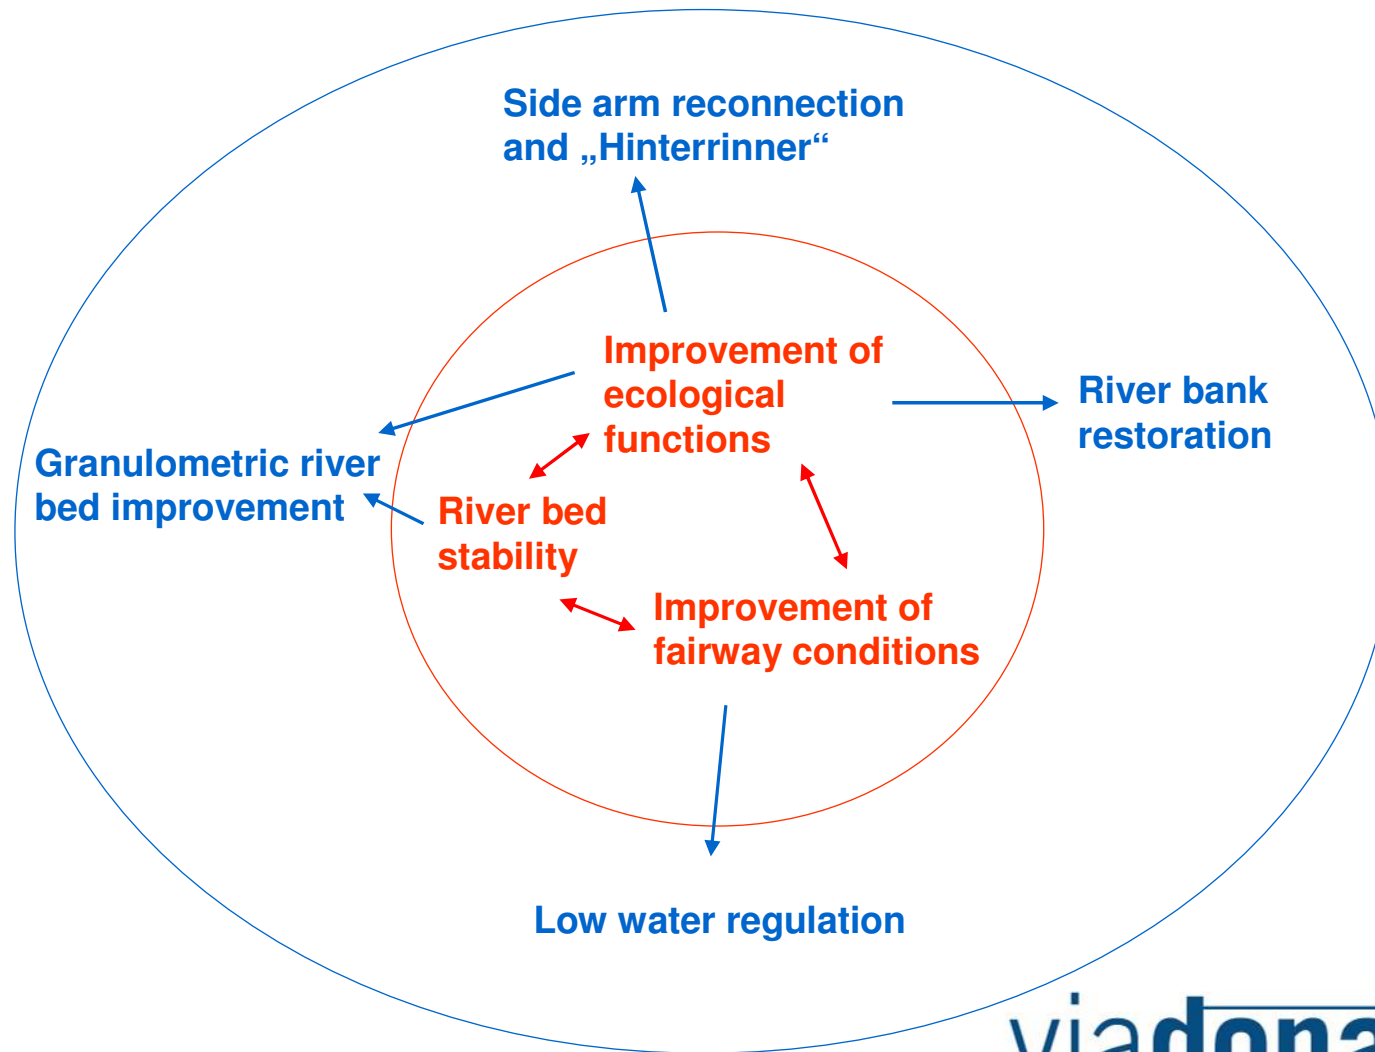 Side arm reconnection
and „Hinterrinner“
Improvement of
ecological
functions
River bank
restoration
Granulometric river
bed improvement
River bed
stability
Improvement of
fairway conditions
Low water regulation